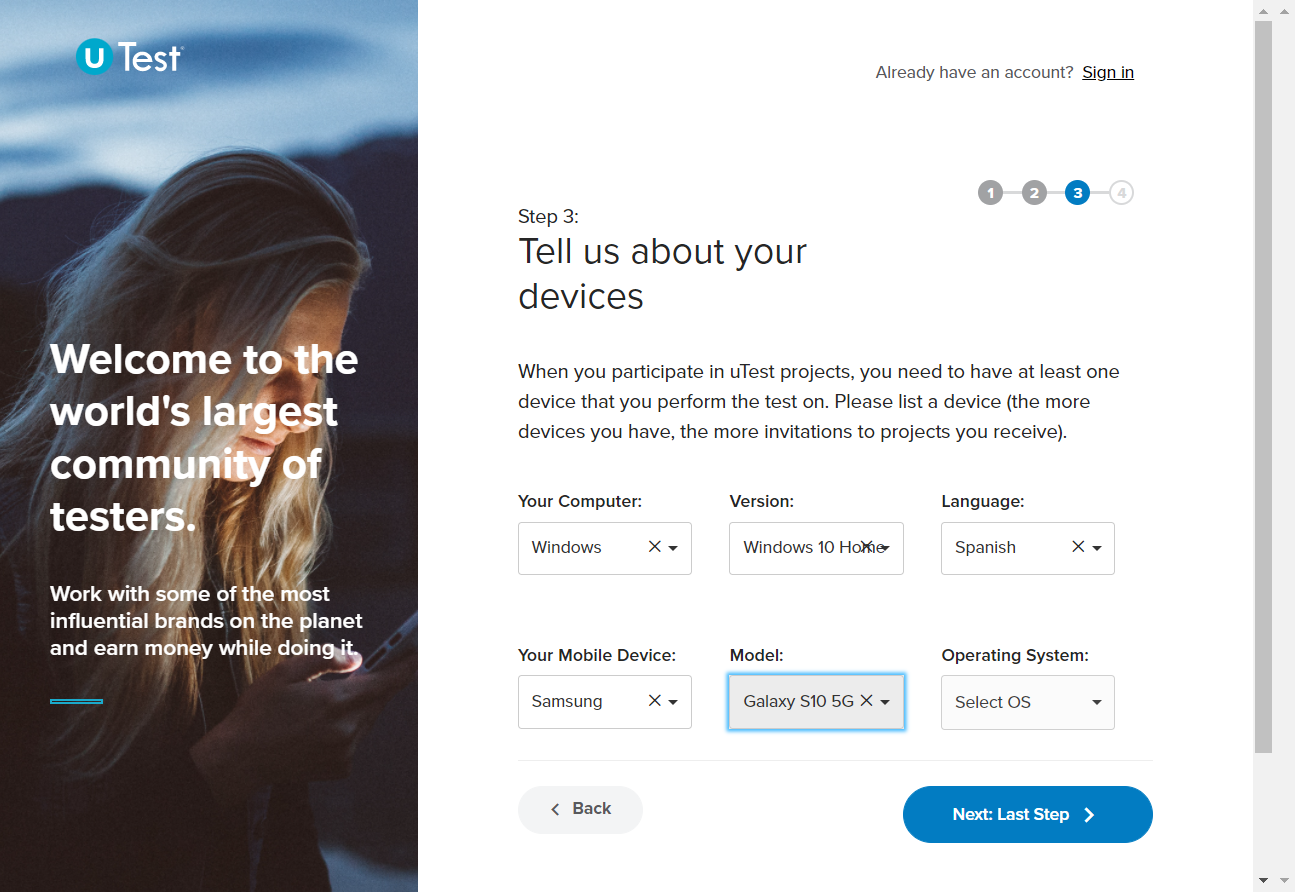 U Test
Already have an account? Sign in
1 2 3 4
Step 3:
Tell us about your
devices
Welcome to the
world's largest
community of
testers.
Work with some of the most
influential brands on the planet
and earn money while doing it.
When you participate in uTest projects, you need to have at least one
device that you perform the test on. Please list a device (the more
devices you have, the more invitations to projects you receive).
Your Computer: Version: Language:
Windows Windows 10 Home Spanish
Your Mobile Device: Model: Operating System:
Samsung Galaxy S10 5G Select OS
Back Next: Last Step